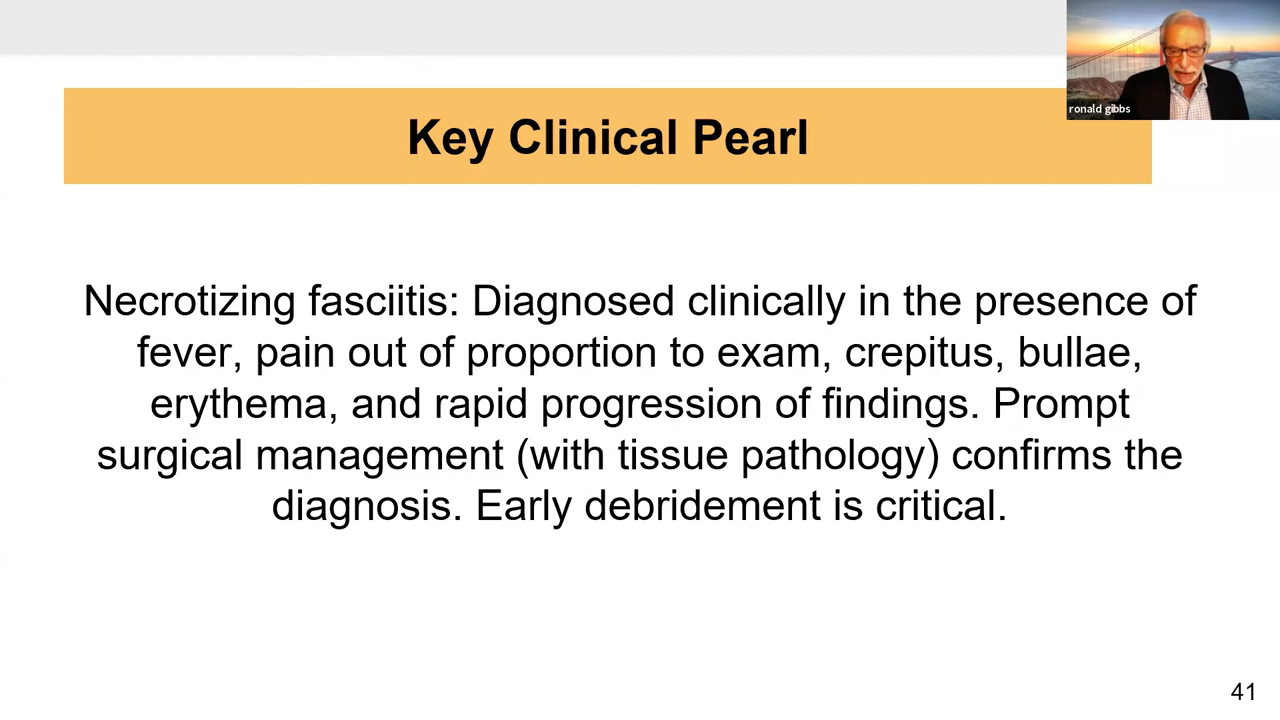 ronald gibbs
Key Clinical Pearl
Necrotizing fasciitis: Diagnosed clinically in the presence of
fever, pain out of proportion to exam, crepitus, bullae,
erythema, and rapid progression of findings. Prompt
surgical management (with tissue pathology) confirms the
diagnosis. Early debridement is critical.
41